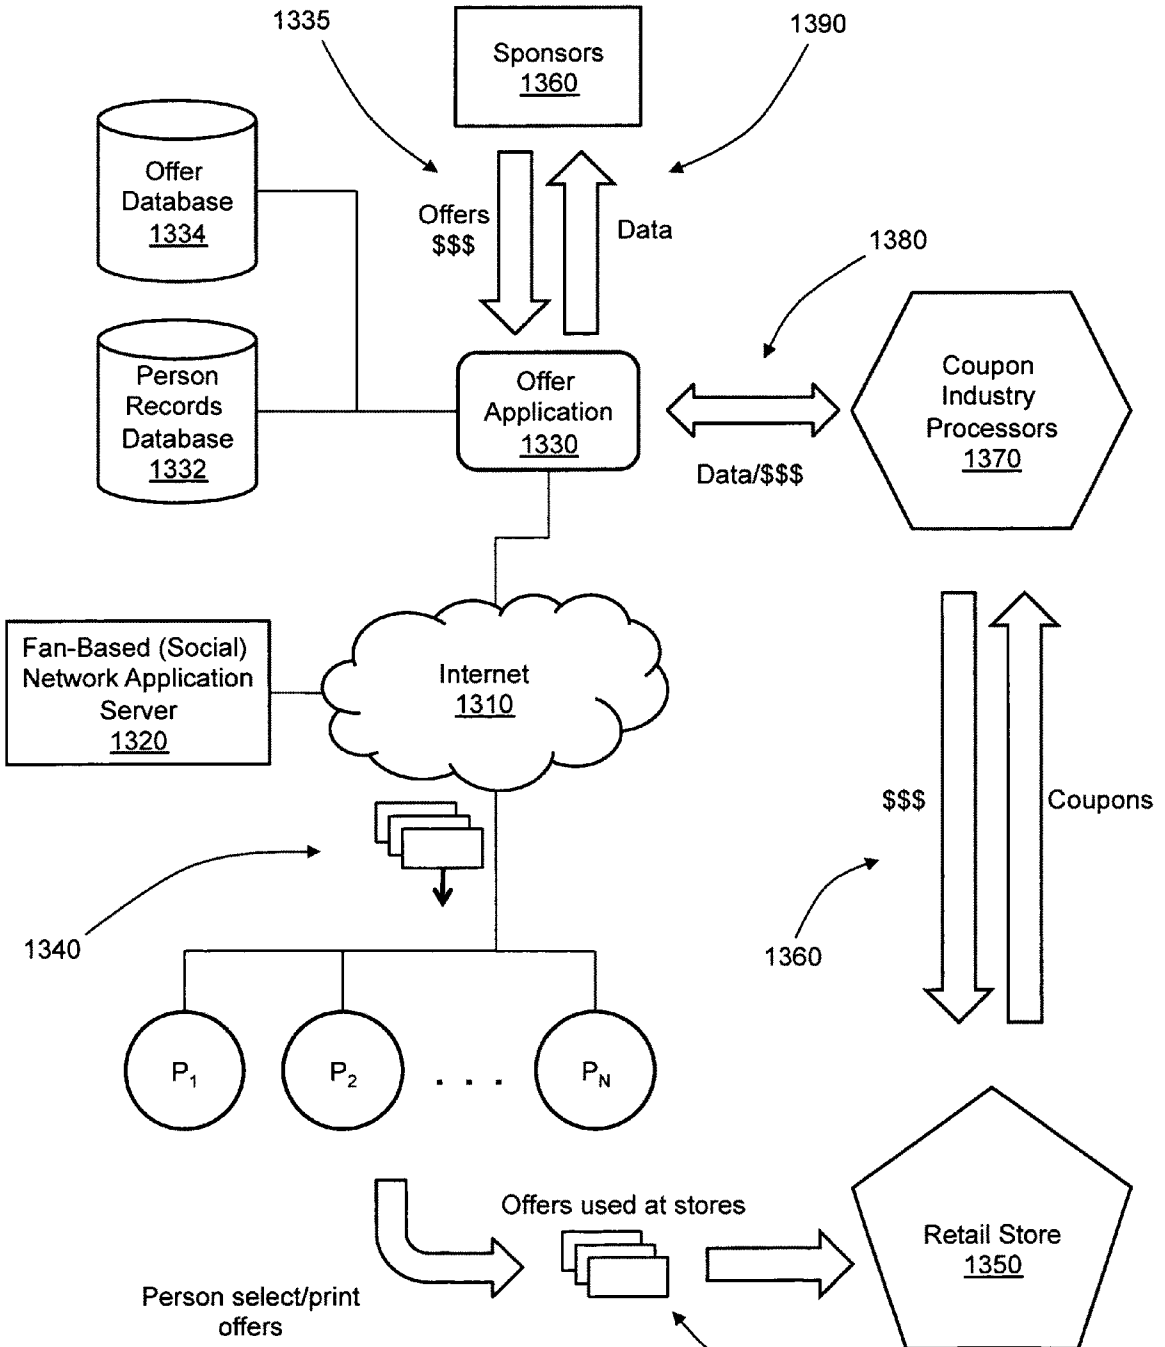 1335
Sponsors
1360
1390
Offer
Database
1334
Offers
$$$
Data
1380
Person
Records
Database
1332
Offer
Application
1330
Data/$$$
Coupon
Industry
Processors
1370
Fan-Based (Social)
Network Application
Server
1320
Internet
1310
$$$
Coupons
1340
1360
P1
P2
. . .
PN
Offers used at stores
Retail Store
1350
Person select/print
offers